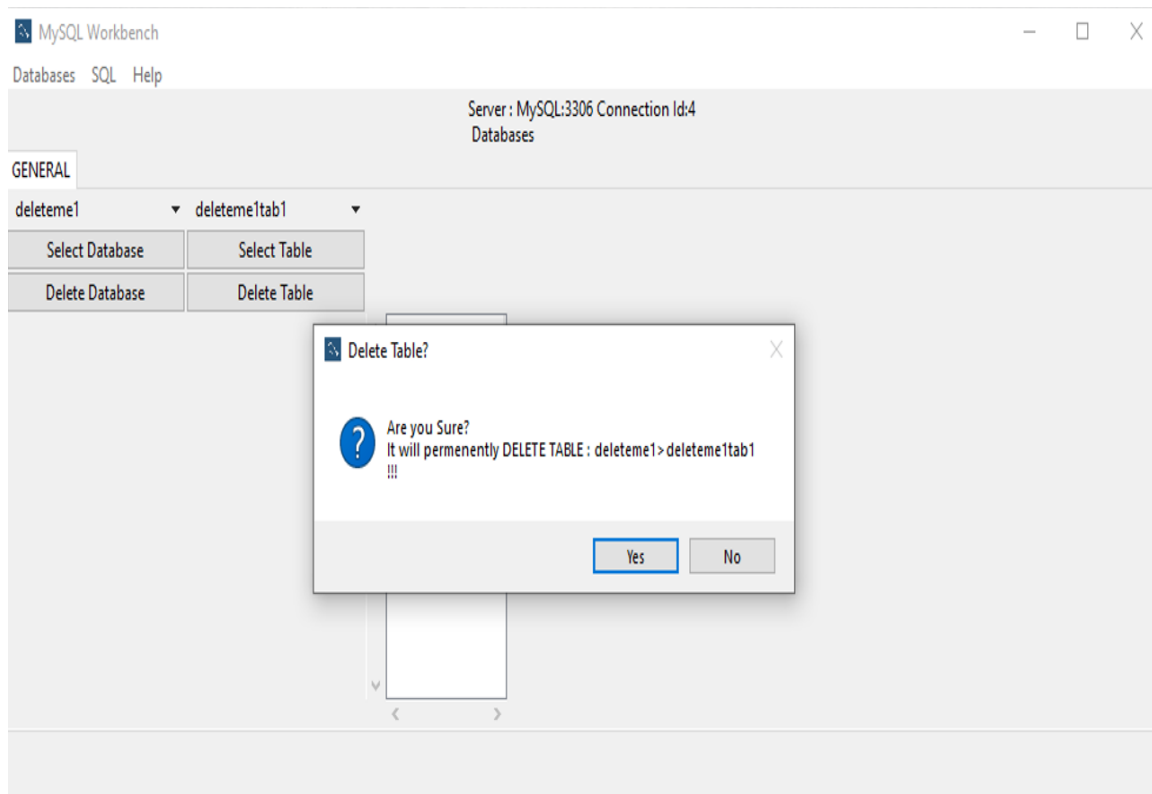 MySQL Workbench
Databases SQL Help
Server : MySQL:3306 Connection Id:4
Databases
GENERAL
deleteme1 deleteme1tab1
Select Database Select Table
Delete Database Delete Table
Delete Table?
Are you Sure?
It will permenently DELETE TABLE : deleteme1>deleteme1tab1
!!!
Yes No